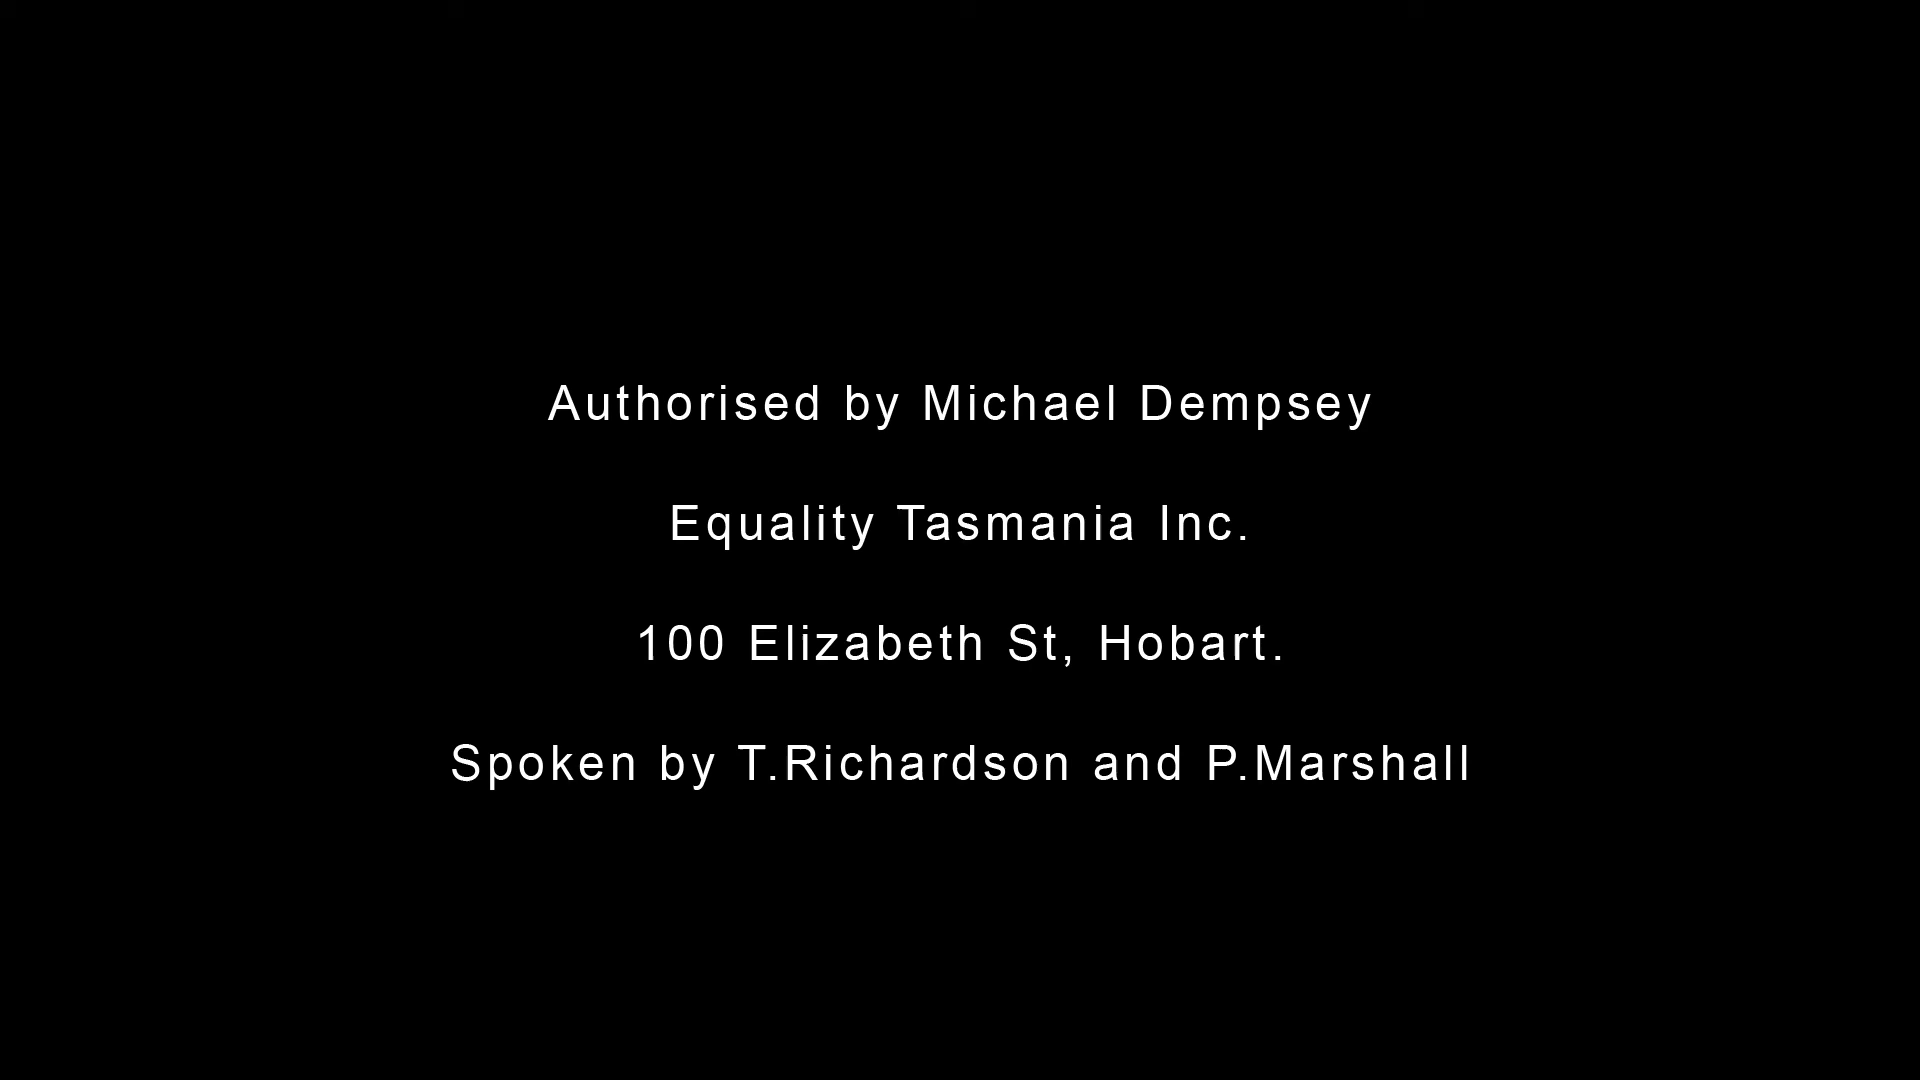 Authorised by Michael Dempsey
Equality Tasmania Inc.
100 Elizabeth St, Hobart.
Spoken by T.Richardson and P.Marshall